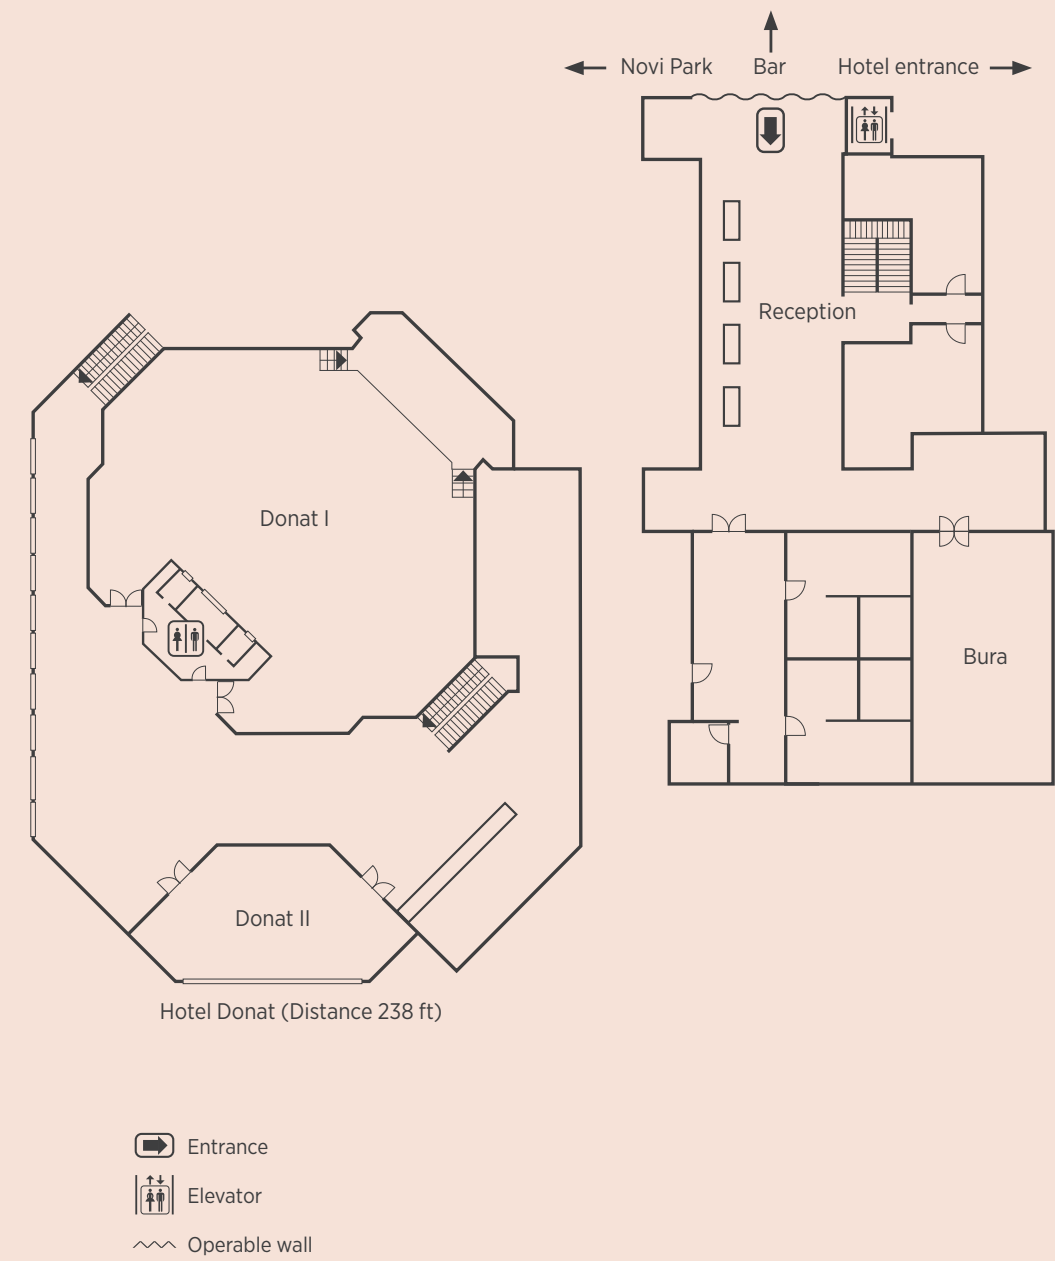 Novi Park Bar Hotel entrance
Reception
Donat I
Bura
Donat II
Hotel Donat (Distance 238 ft)
Entrance
Elevator
Operable wall